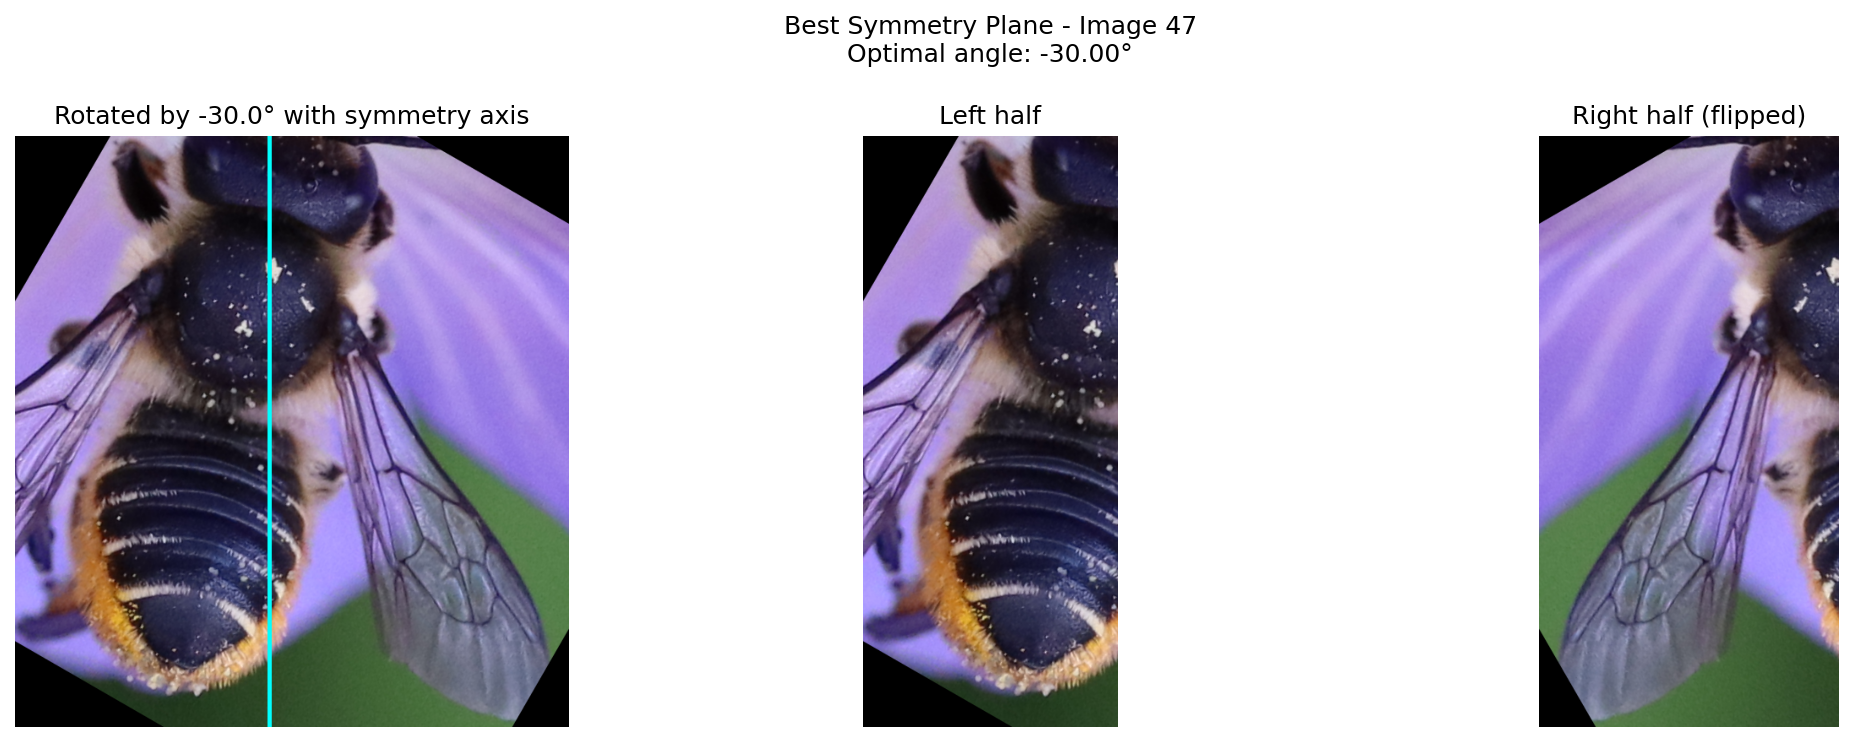 Best Symmetry Plane - Image 47
Optimal angle: -30.00°
Rotated by -30.0° with symmetry axis
Left half
Right half (flipped)